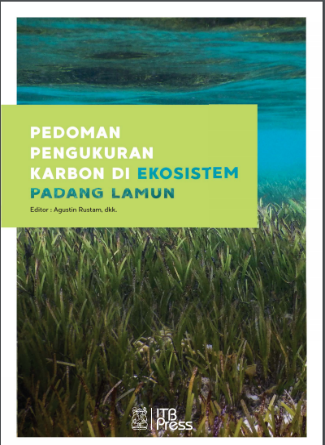 PEDOMAN
PENGUKURAN
KARBON DI EKOSISTEM
PADANG LAMUN
Editor : Agustin Rustam, dkk.
ITB
Press